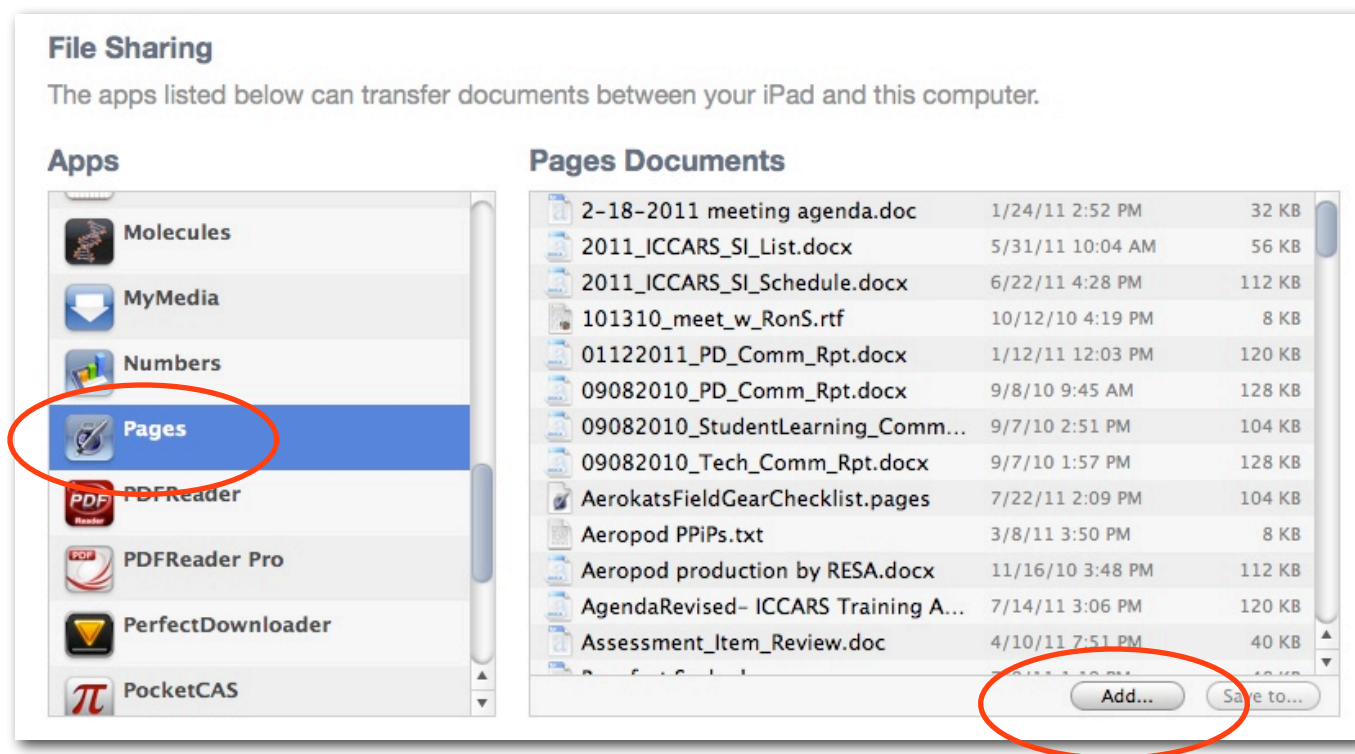 File Sharing
The apps listed below can transfer documents between your iPad and this computer.
Apps
Molecules
MyMedia
Numbers
Pages
PDF Reader
PDFReader
PDF
PDFReader Pro
PerfectDownloader
π PocketCAS
Pages Documents
2-18-2011 meeting agenda.doc 1/24/11 2:52 PM 32 KB
2011_ICCARS_SI_List.docx 5/31/11 10:04 AM 56 KB
2011_ICCARS_SI_Schedule.docx 6/22/11 4:28 PM 112 KB
101310_meet_w_RonS.rtf 10/12/10 4:19 PM 8 KB
01122011_PD_Comm_Rpt.docx 1/12/11 12:03 PM 120 KB
09082010_PD_Comm_Rpt.docx 9/8/10 9:45 AM 128 KB
09082010_StudentLearning_Comm... 9/7/10 2:51 PM 104 KB
09082010_Tech_Comm_Rpt.docx 9/7/10 1:57 PM 128 KB
AerokatsFieldGearChecklist.pages 7/22/11 2:09 PM 104 KB
Aeropod PPiPs.txt 3/8/11 3:50 PM 8 KB
Aeropod production by RESA.docx 11/16/10 3:48 PM 112 KB
AgendaRevised- ICCARS Training A... 7/14/11 3:06 PM 120 KB
Assessment_Item_Review.doc 4/10/11 7:51 PM 40 KB
Add...
Save to...